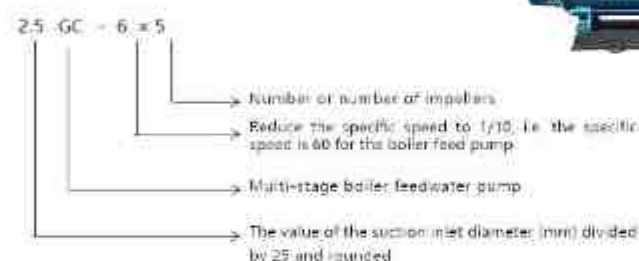 2.5 GC - 6 x 5
Number or number of impellers
Reduce the specific speed to 1/10, i.e. the specific
speed is 60 for the boiler feed pump
Multi-stage boiler feedwater pump
The value of the suction inlet diameter (mm) divided
by 25 and rounded